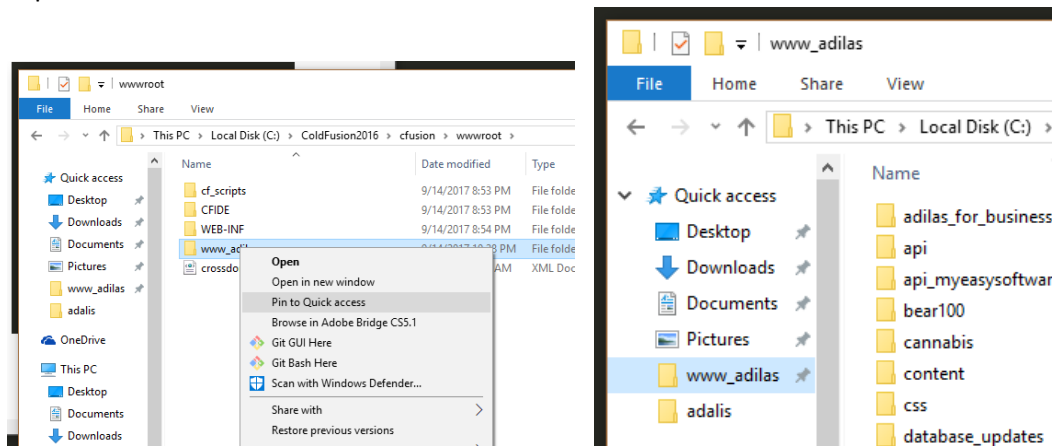 wwwroot
File Home Share View
This PC > Local Disk (C:) > ColdFusion2016 > cfusion > wwwroot >
Name Date modified Type
Quick access
Desktop
Downloads
Documents
Pictures
www_adilas
adalis
OneDrive
This PC
Desktop
Documents
Downloads
cf_scripts 9/14/2017 8:53 PM File folde
CFIDE 9/14/2017 8:53 PM File folde
WEB-INF 9/14/2017 8:54 PM File folde
www_adi PM File folde
crossdo AM XML Doc
Open
Open in new window
Pin to Quick access
Browse in Adobe Bridge CS5.1
Git GUI Here
Git Bash Here
Scan with Windows Defender...
Share with
Restore previous versions
www_adilas
File Home Share View
This PC > Local Disk (C:) >
Name
Quick access
Desktop
Downloads
Documents
Pictures
www_adilas
adalis
adilas_for_business
api
api_myeasysoftwar
bear100
cannabis
content
css
database_updates